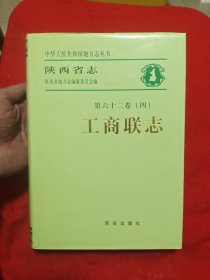 中华人民共和国地方志丛书
陕西省志
陕西省地方志编纂委员会编
第六十二卷（四）
工商联志
西安出版社